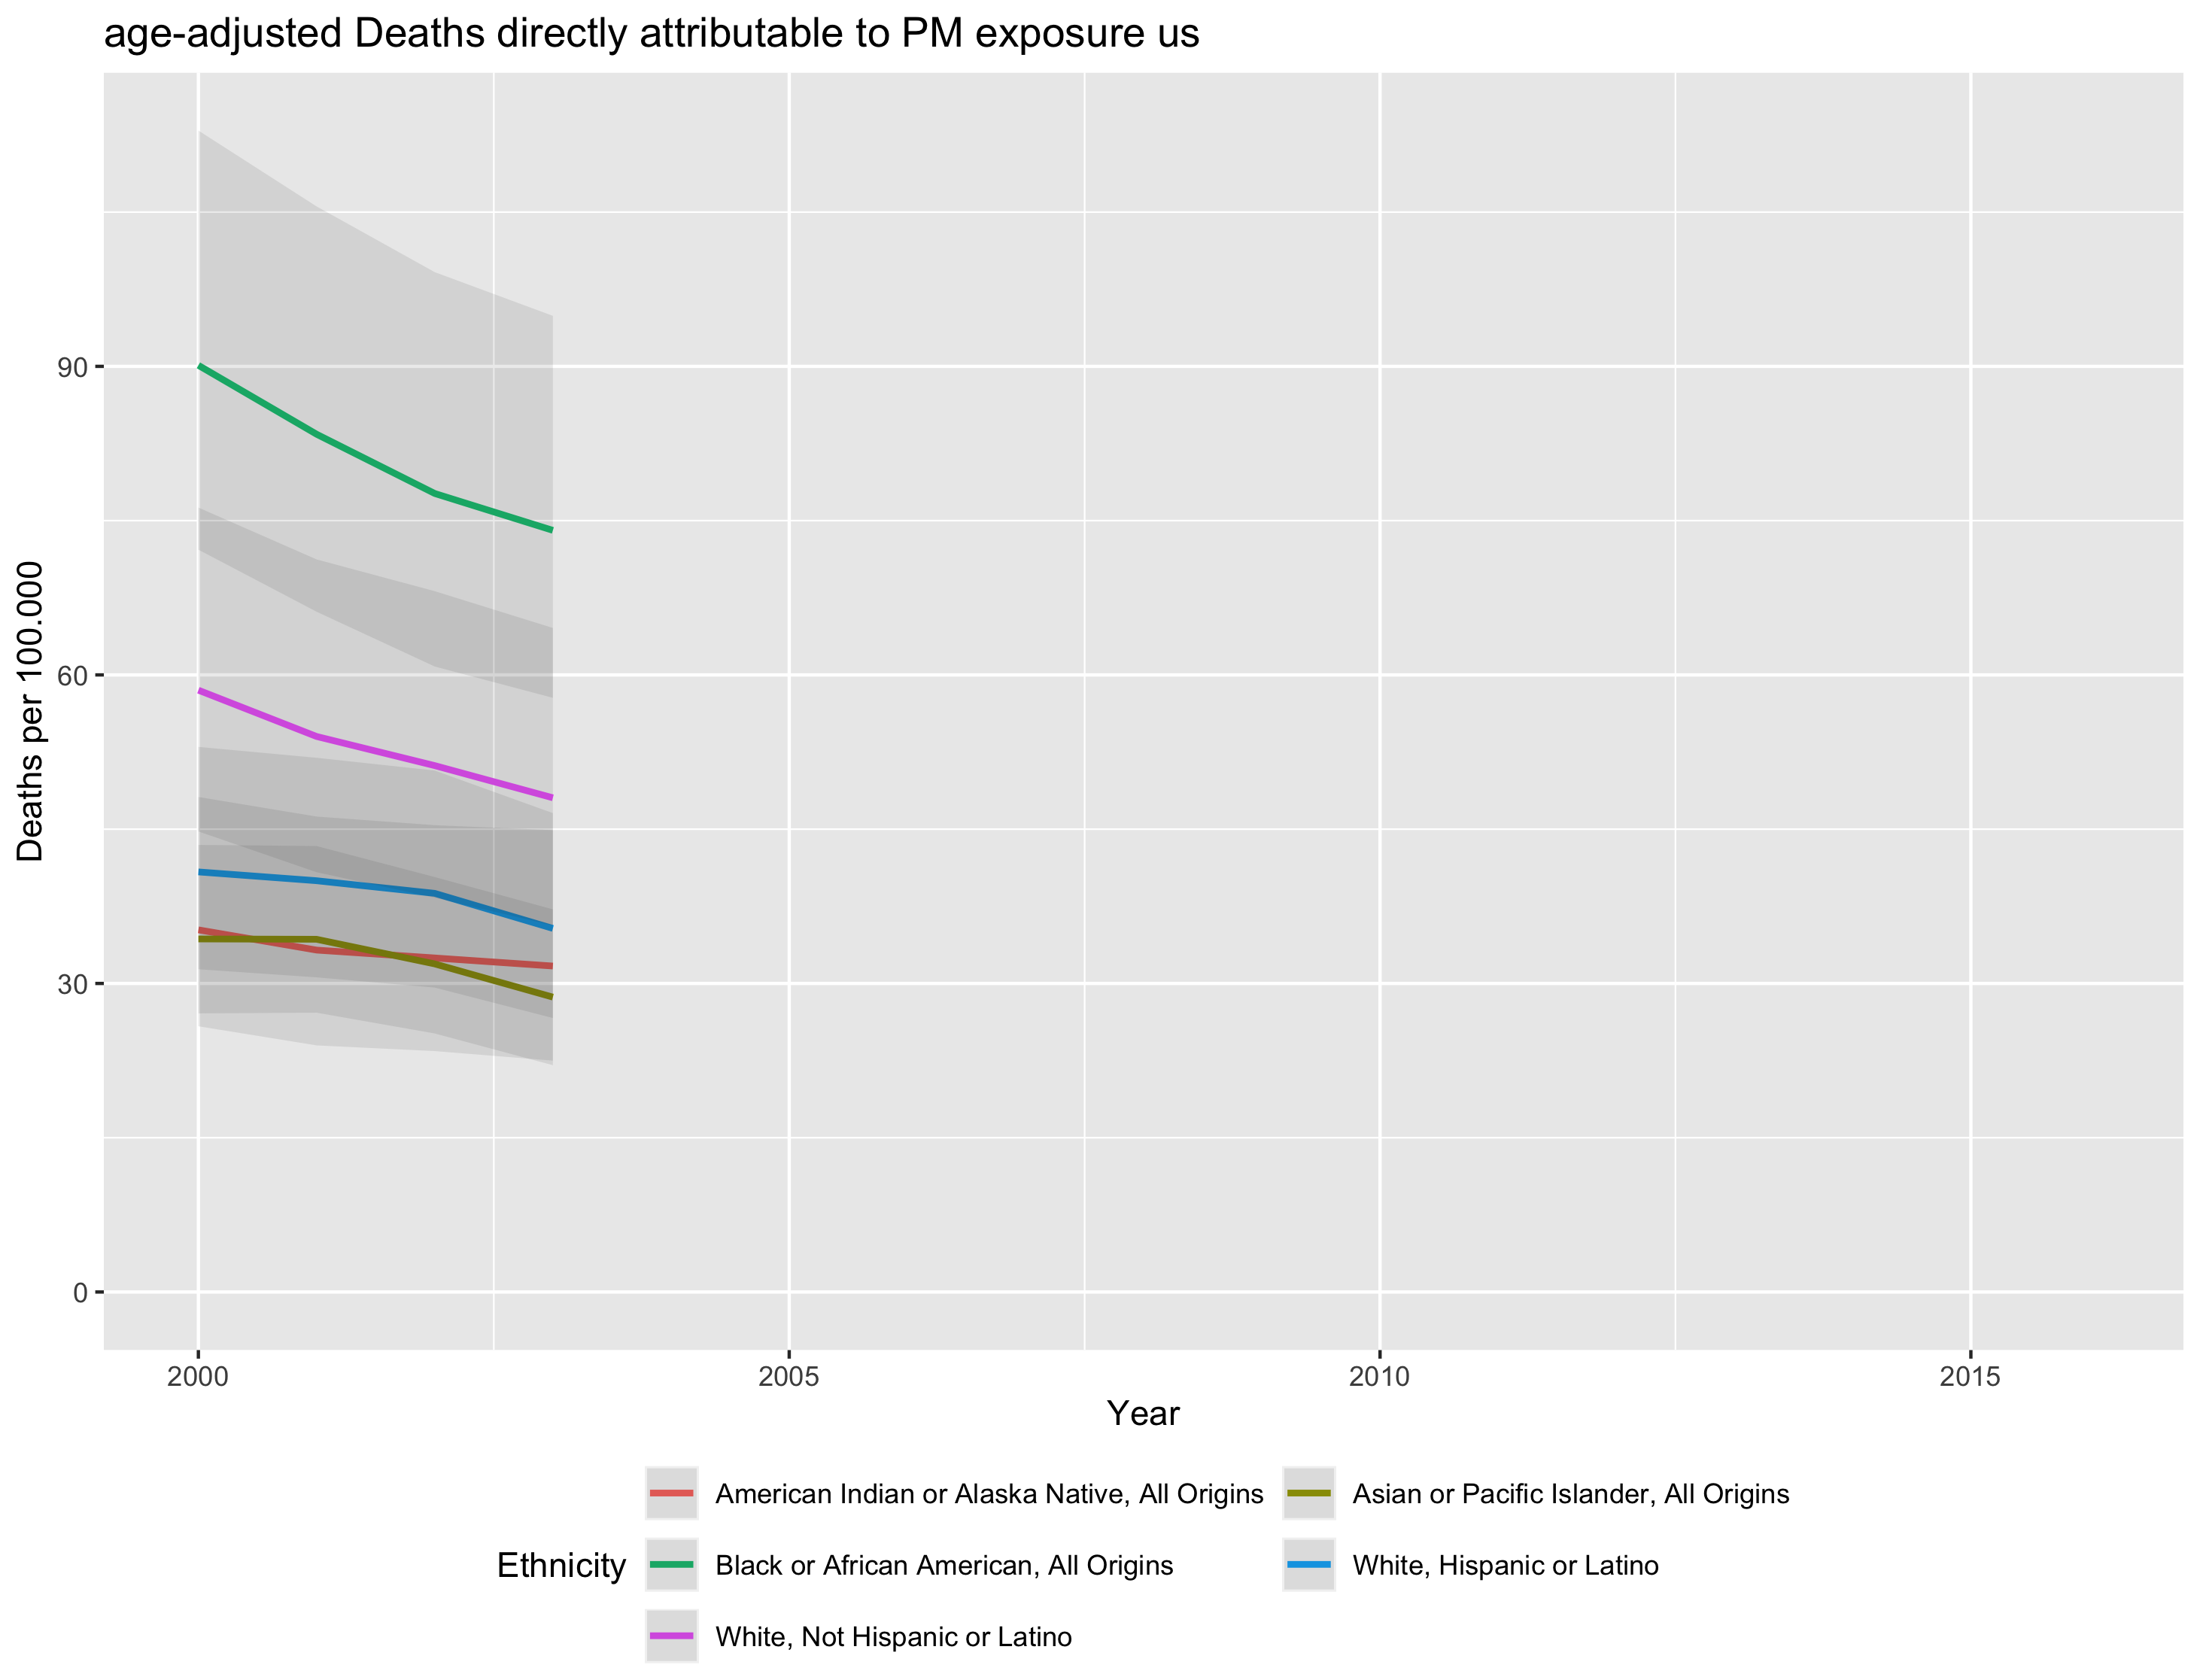 age-adjusted Deaths directly attributable to PM exposure us
Deaths per 100.000
90
60
30
0
2000 2005 2010 2015
Year
Ethnicity
American Indian or Alaska Native, All Origins
Asian or Pacific Islander, All Origins
Black or African American, All Origins
White, Hispanic or Latino
White, Not Hispanic or Latino